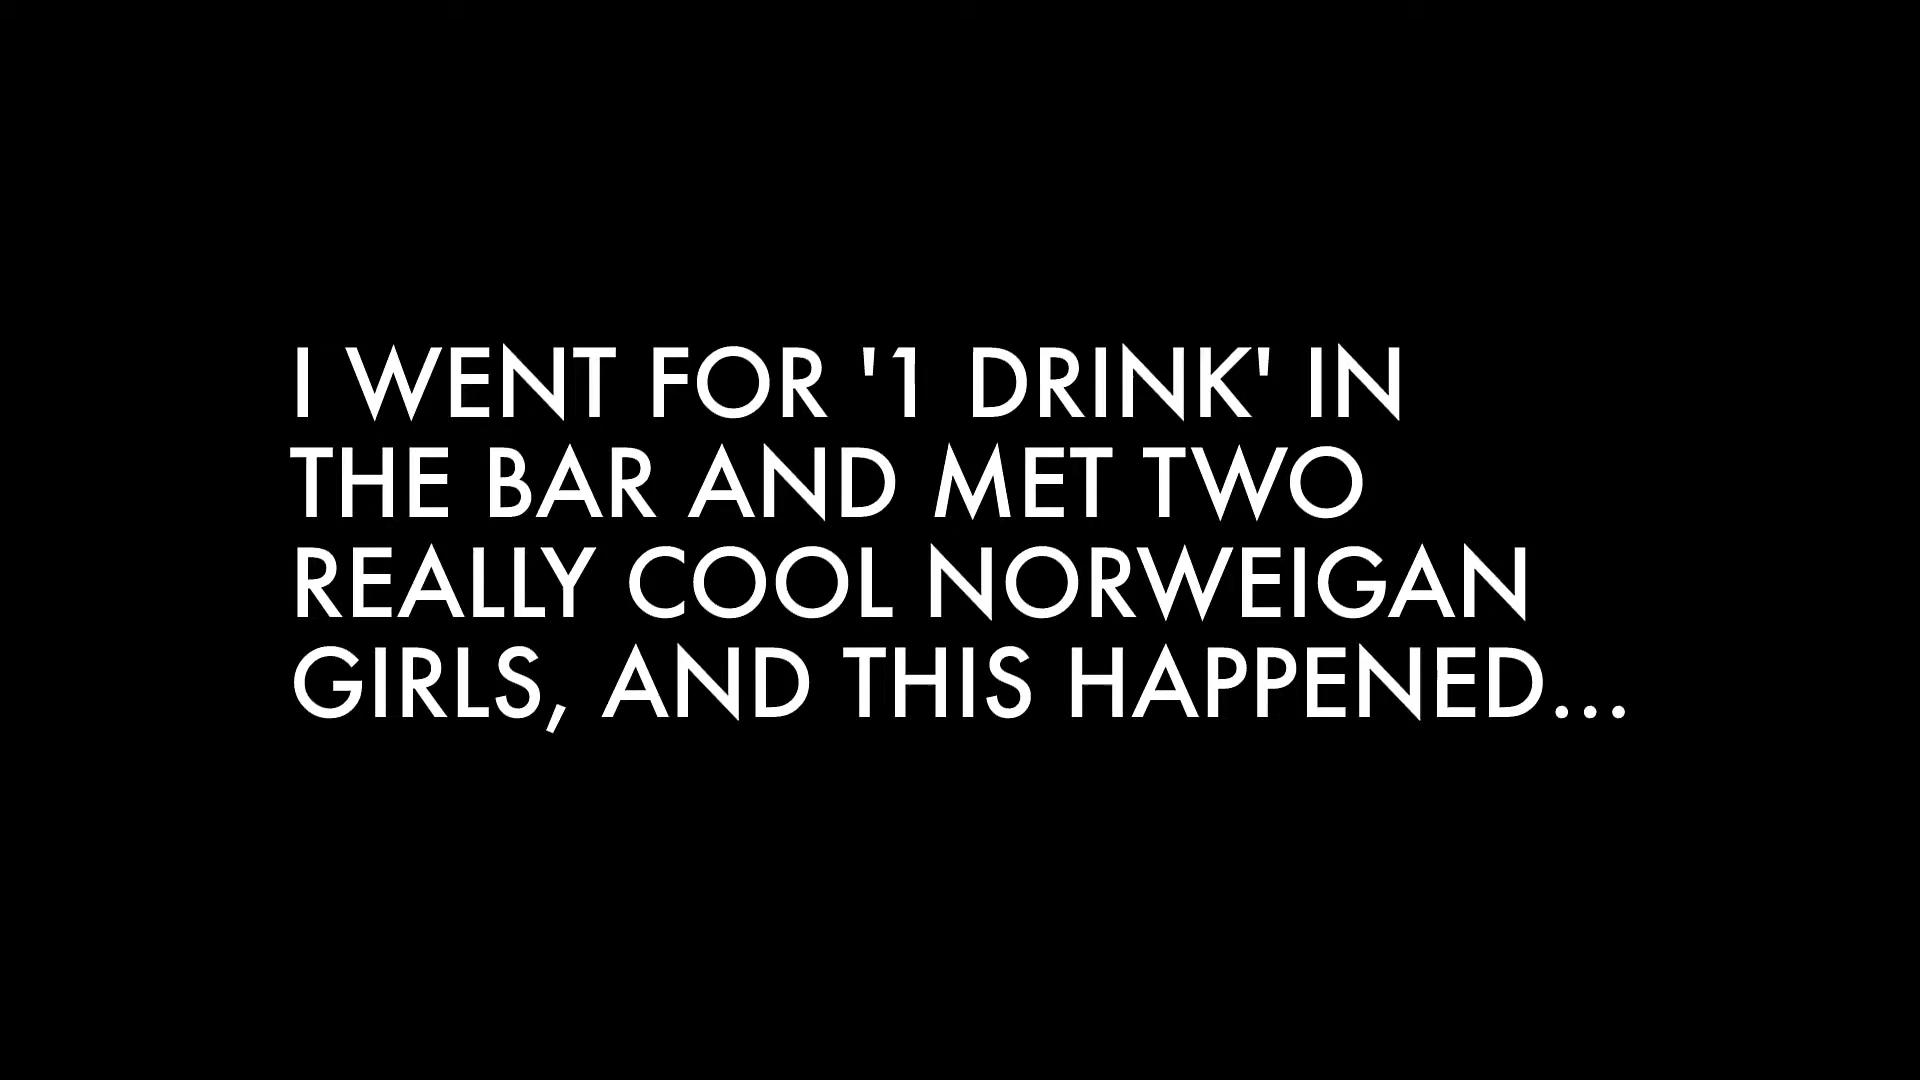 I WENT FOR '1 DRINK' IN
THE BAR AND MET TWO
REALLY COOL NORWEIGAN
GIRLS, AND THIS HAPPENED...